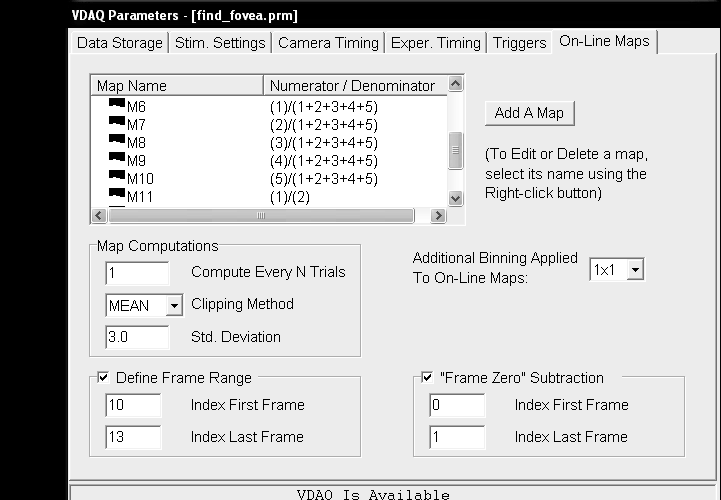 VDAQ Parameters - [find_fovea.prm]
Data Storage Stim. Settings Camera Timing Exper. Timing Triggers On-Line Maps
Map Name Numerator / Denominator
M6 (1)/(1+2+3+4+5)
M7 (2)/(1+2+3+4+5)
M8 (3)/(1+2+3+4+5)
M9 (4)/(1+2+3+4+5)
M10 (5)/(1+2+3+4+5)
M11 (1)/(2)
Add A Map
(To Edit or Delete a map,
select its name using the
Right-click button)
Map Computations
1 Compute Every N Trials
MEAN Clipping Method
3.0 Std. Deviation
Additional Binning Applied
To On-Line Maps:
1x1
Define Frame Range
10 Index First Frame
13 Index Last Frame
"Frame Zero" Subtraction
0 Index First Frame
1 Index Last Frame
VDAQ Is Available